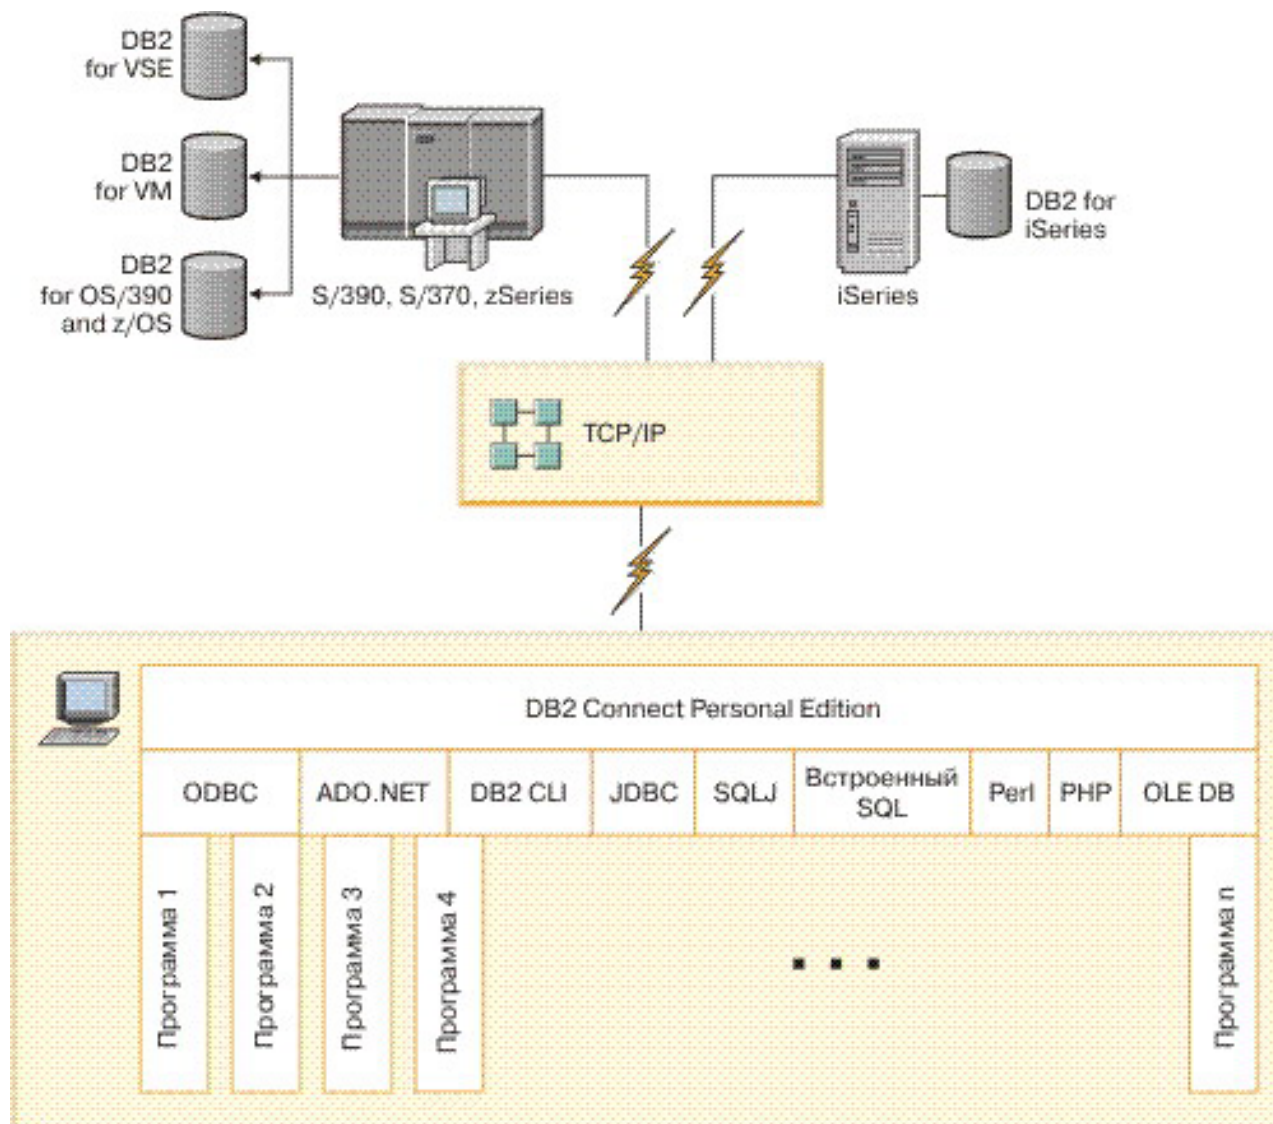 DB2
for VSE
DB2
for VM
DB2
for OS/390
and z/OS
S/390, S/370, zSeries
iSeries
DB2 for
iSeries
TCP/IP
DB2 Connect Personal Edition
ODBC
ADO.NET
DB2 CLI
JDBC
SQLJ
Встроенный
SQL
Perl
PHP
OLE DB
Программа 1
Программа 2
Программа 3
Программа 4
. . .
Программа n